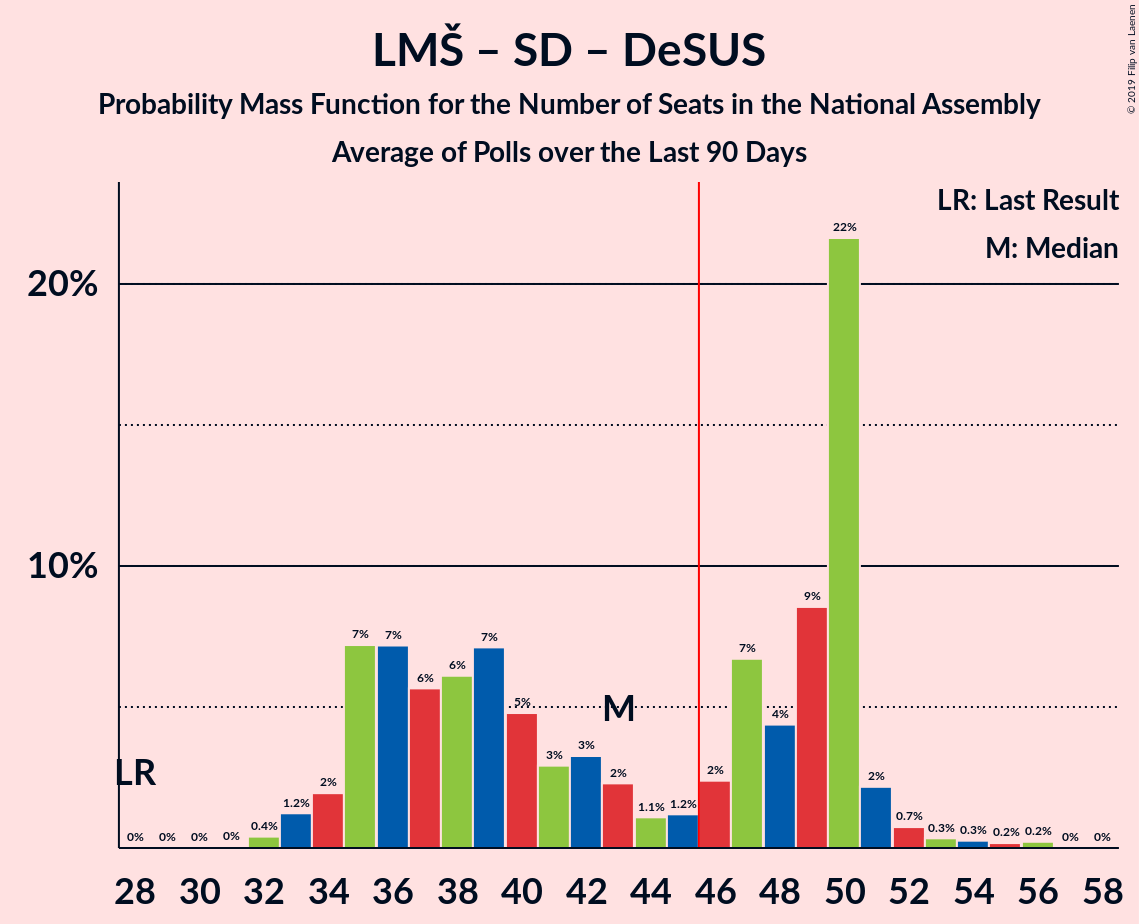 LMŠ – SD – DeSUS
Probability Mass Function for the Number of Seats in the National Assembly
Average of Polls over the Last 90 Days
© 2019 Filip van Laenen
LR: Last Result
M: Median
20%
10%
LR
M
0% 0% 0% 0% 0.4% 1.2% 2% 7% 7% 6% 6% 7% 5% 3% 3% 2% 1.1% 1.2% 2% 7% 4% 9% 22% 2% 0.7% 0.3% 0.3% 0.2% 0.2% 0% 0%
28 30 32 34 36 38 40 42 44 46 48 50 52 54 56 58